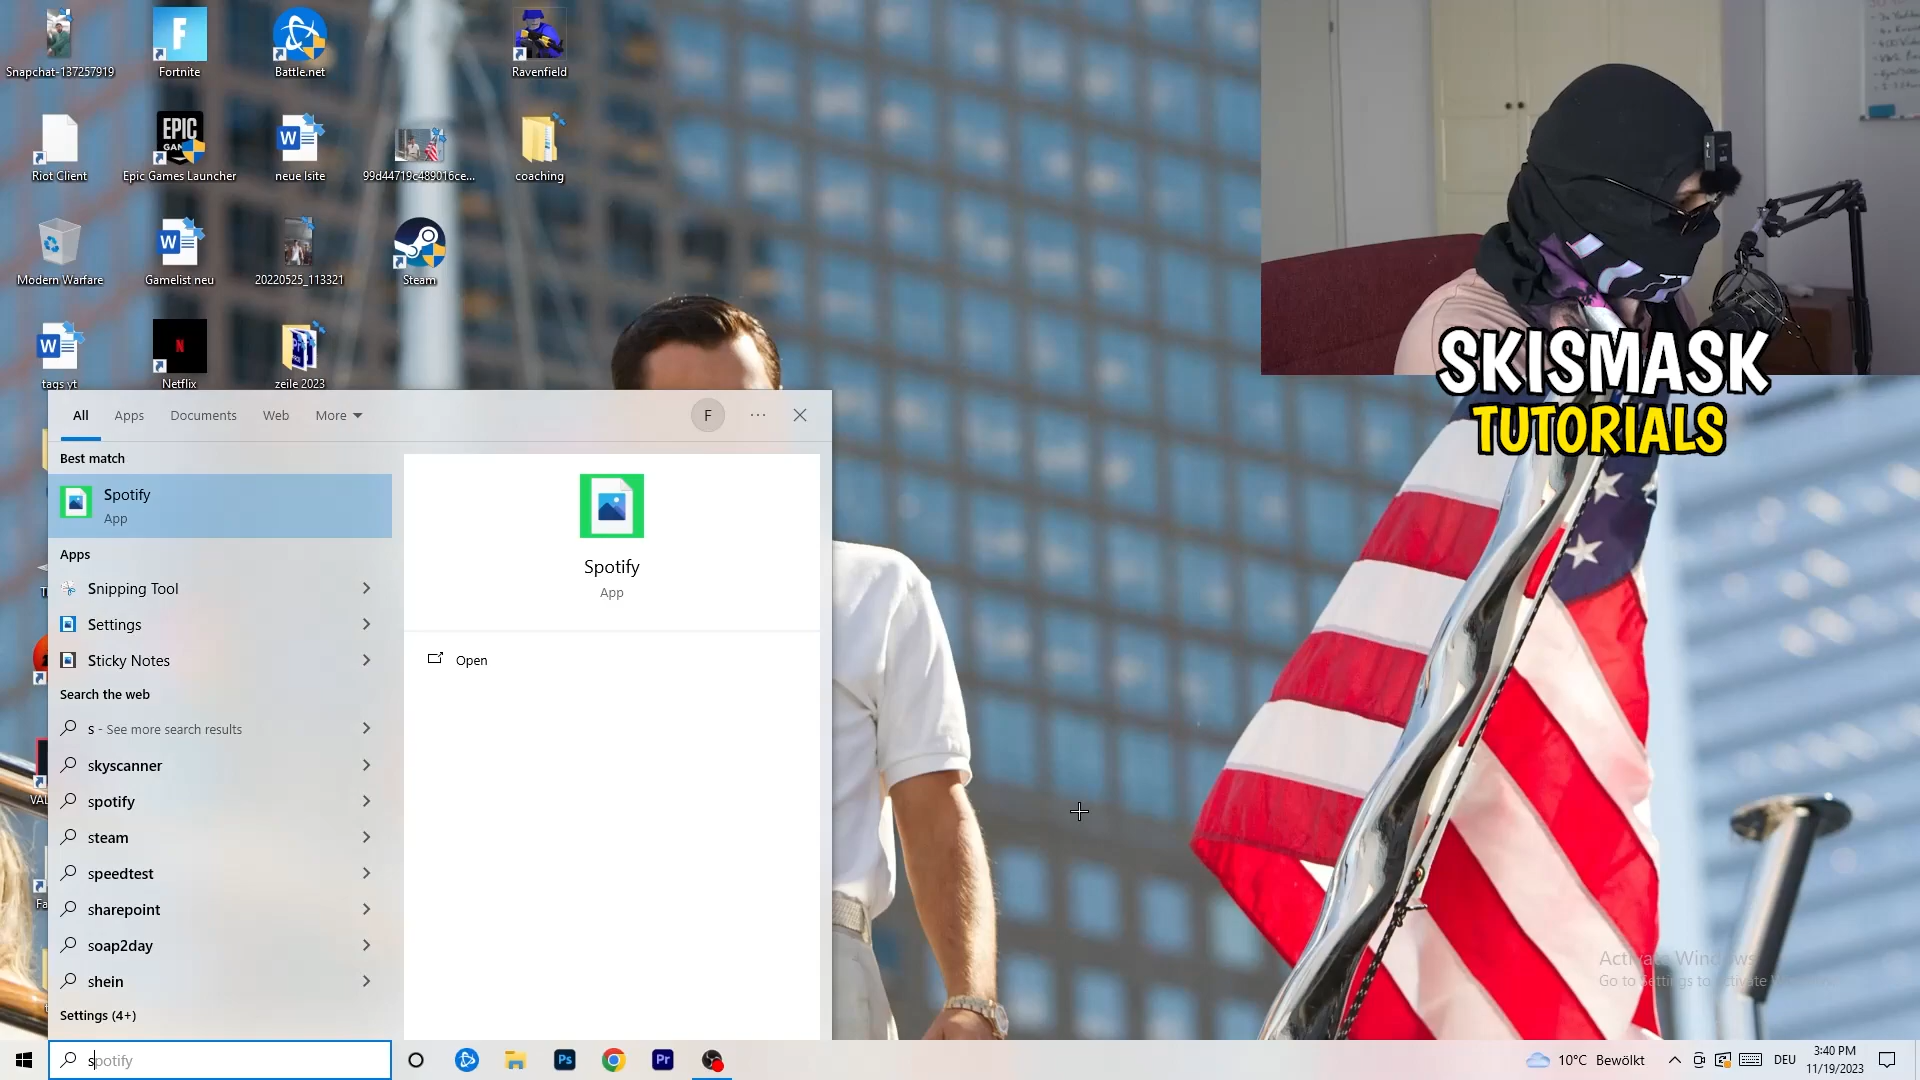 Snapchat-137257919
Fortnite
Battle.net
Ravenfield
EPIC
Riot Client
Epic Games Launcher
neue lsite
99d44719c489016ce...
coaching
Modern Warfare
Gamelist neu
20220525_113321
Steam
tags yt
Netflix
zeile 2023
SKISMASK
TUTORIALS
All
Apps
Documents
Web
More
F
Best match
Spotify
App
Apps
Snipping Tool
Settings
Sticky Notes
Search the web
s - See more search results
skyscanner
spotify
steam
speedtest
sharepoint
soap2day
shein
Settings (4+)
Spotify
App
Open
Activate Windows
Go to Settings to activate
spotify
Ps
Pr
10°C Bewölkt
DEU
3:40 PM
11/19/2023